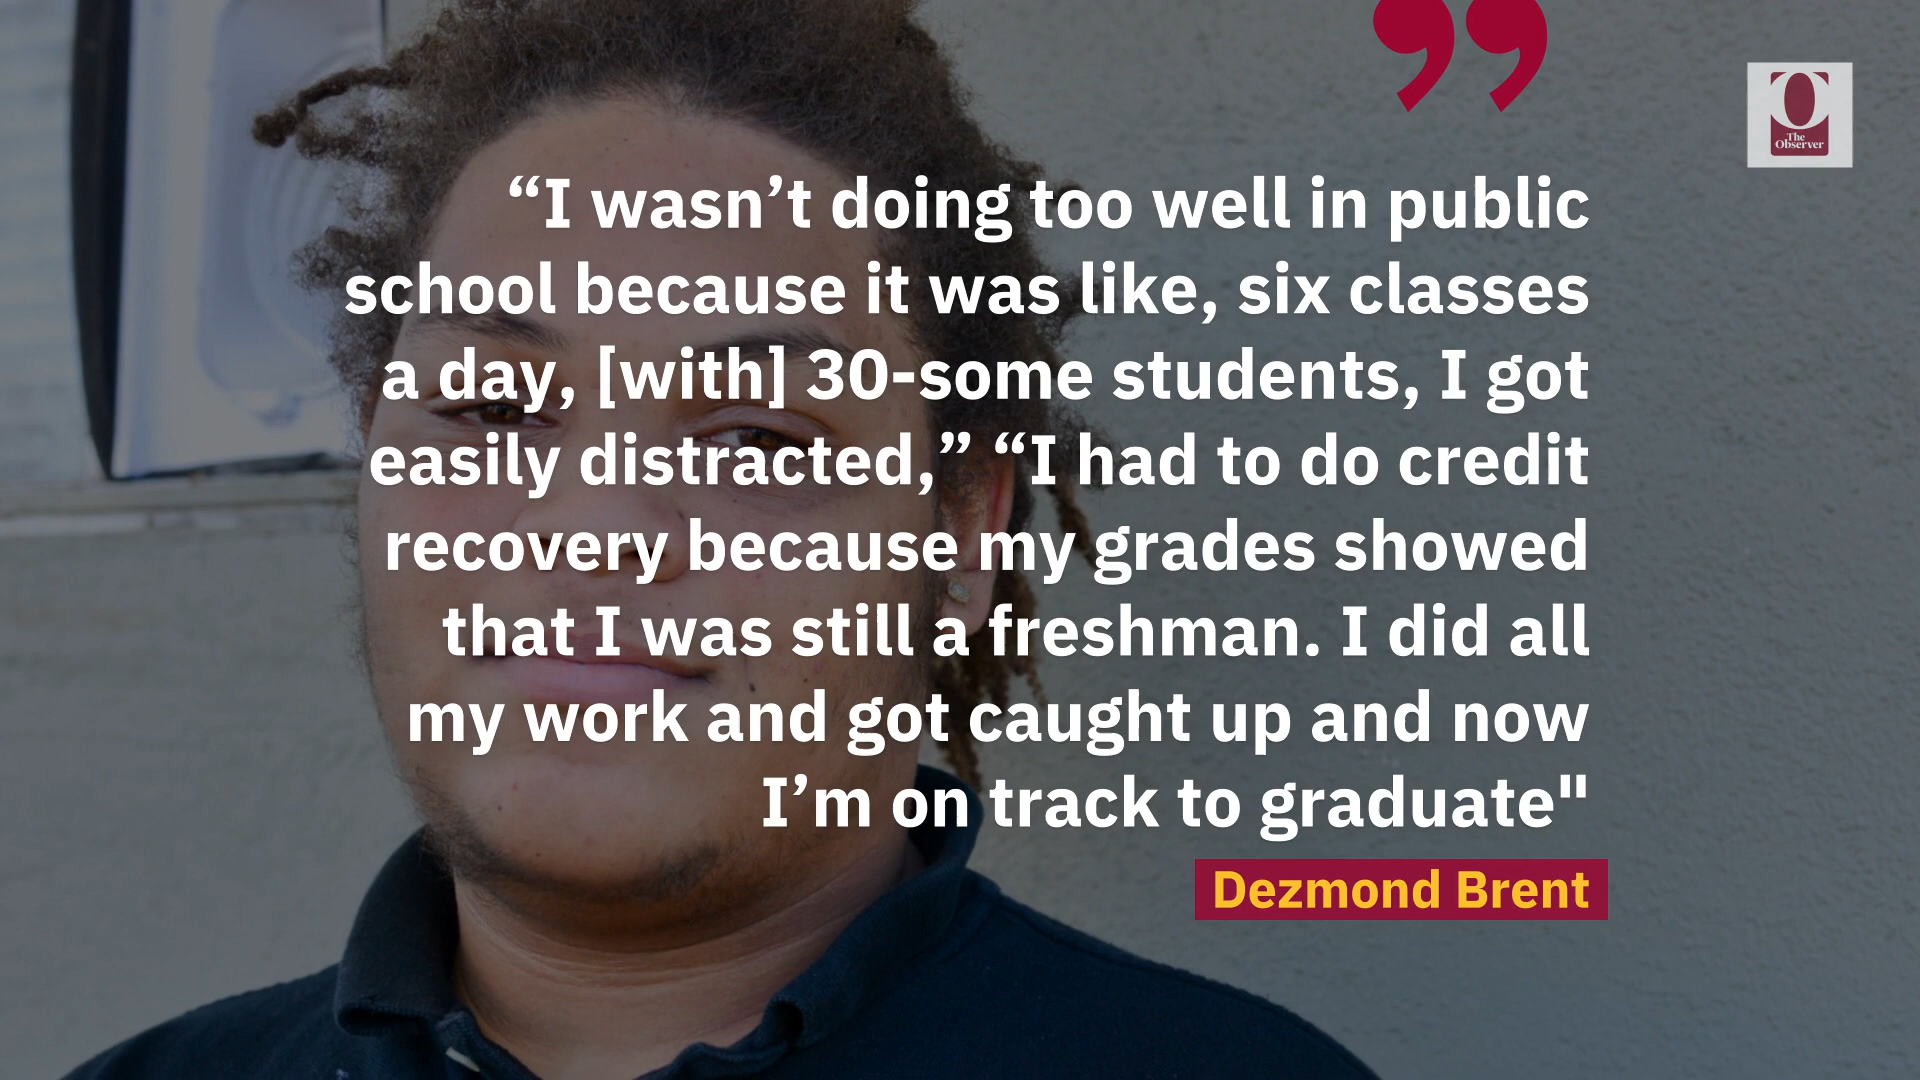 ”
The
Observer
“I wasn’t doing too well in public
school because it was like, six classes
a day, [with] 30-some students, I got
easily distracted,” “I had to do credit
recovery because my grades showed
that I was still a freshman. I did all
my work and got caught up and now
I’m on track to graduate"
Dezmond Brent